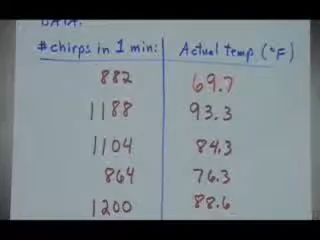 DATA:
# chirps in 1 min: Actual temp (°F)
882 69.7
1188 93.3
1104 84.3
864 76.3
1200 88.6